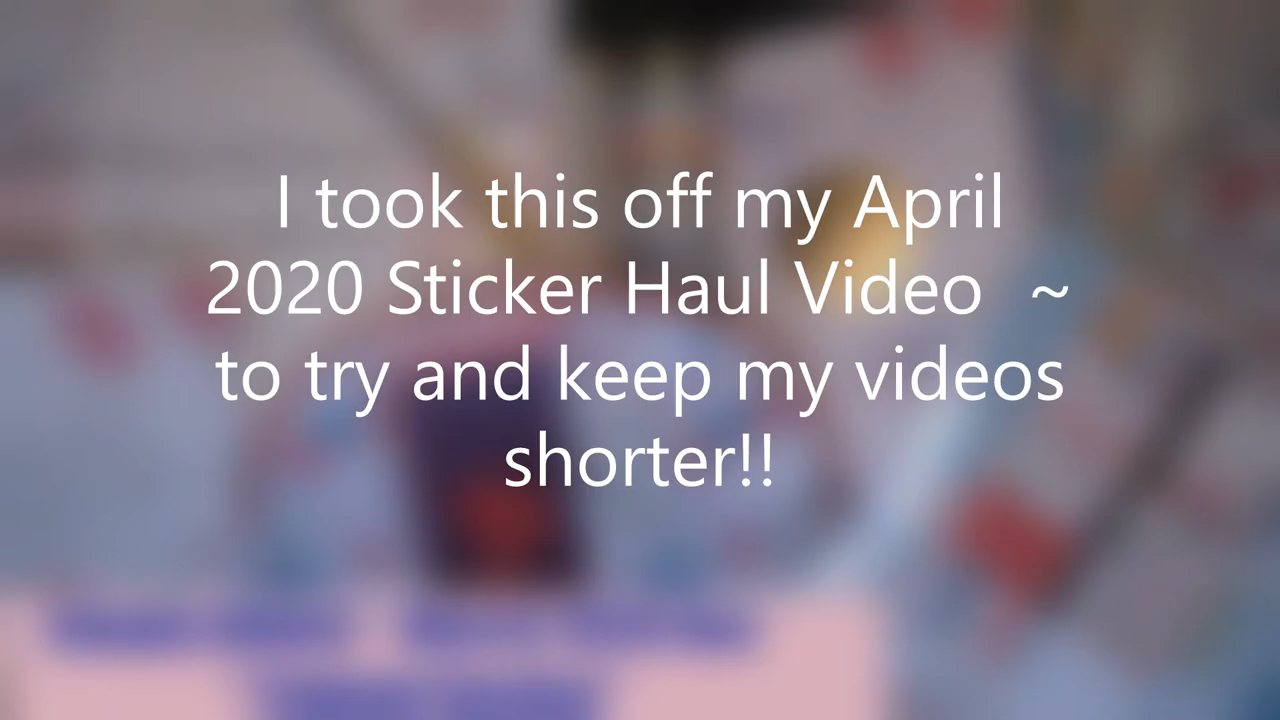 I took this off my April
2020 Sticker Haul Video  ~
to try and keep my videos
shorter!!